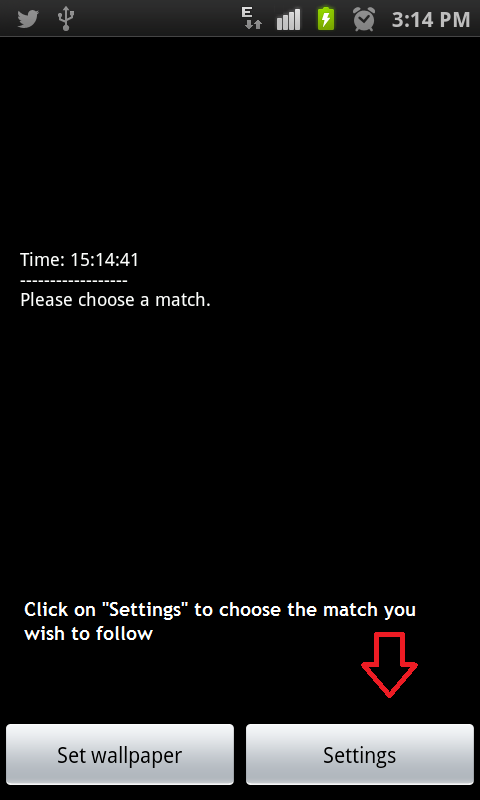 E 3:14 PM
Time: 15:14:41
------------------
Please choose a match.
Click on "Settings" to choose the match you
wish to follow
Set wallpaper Settings